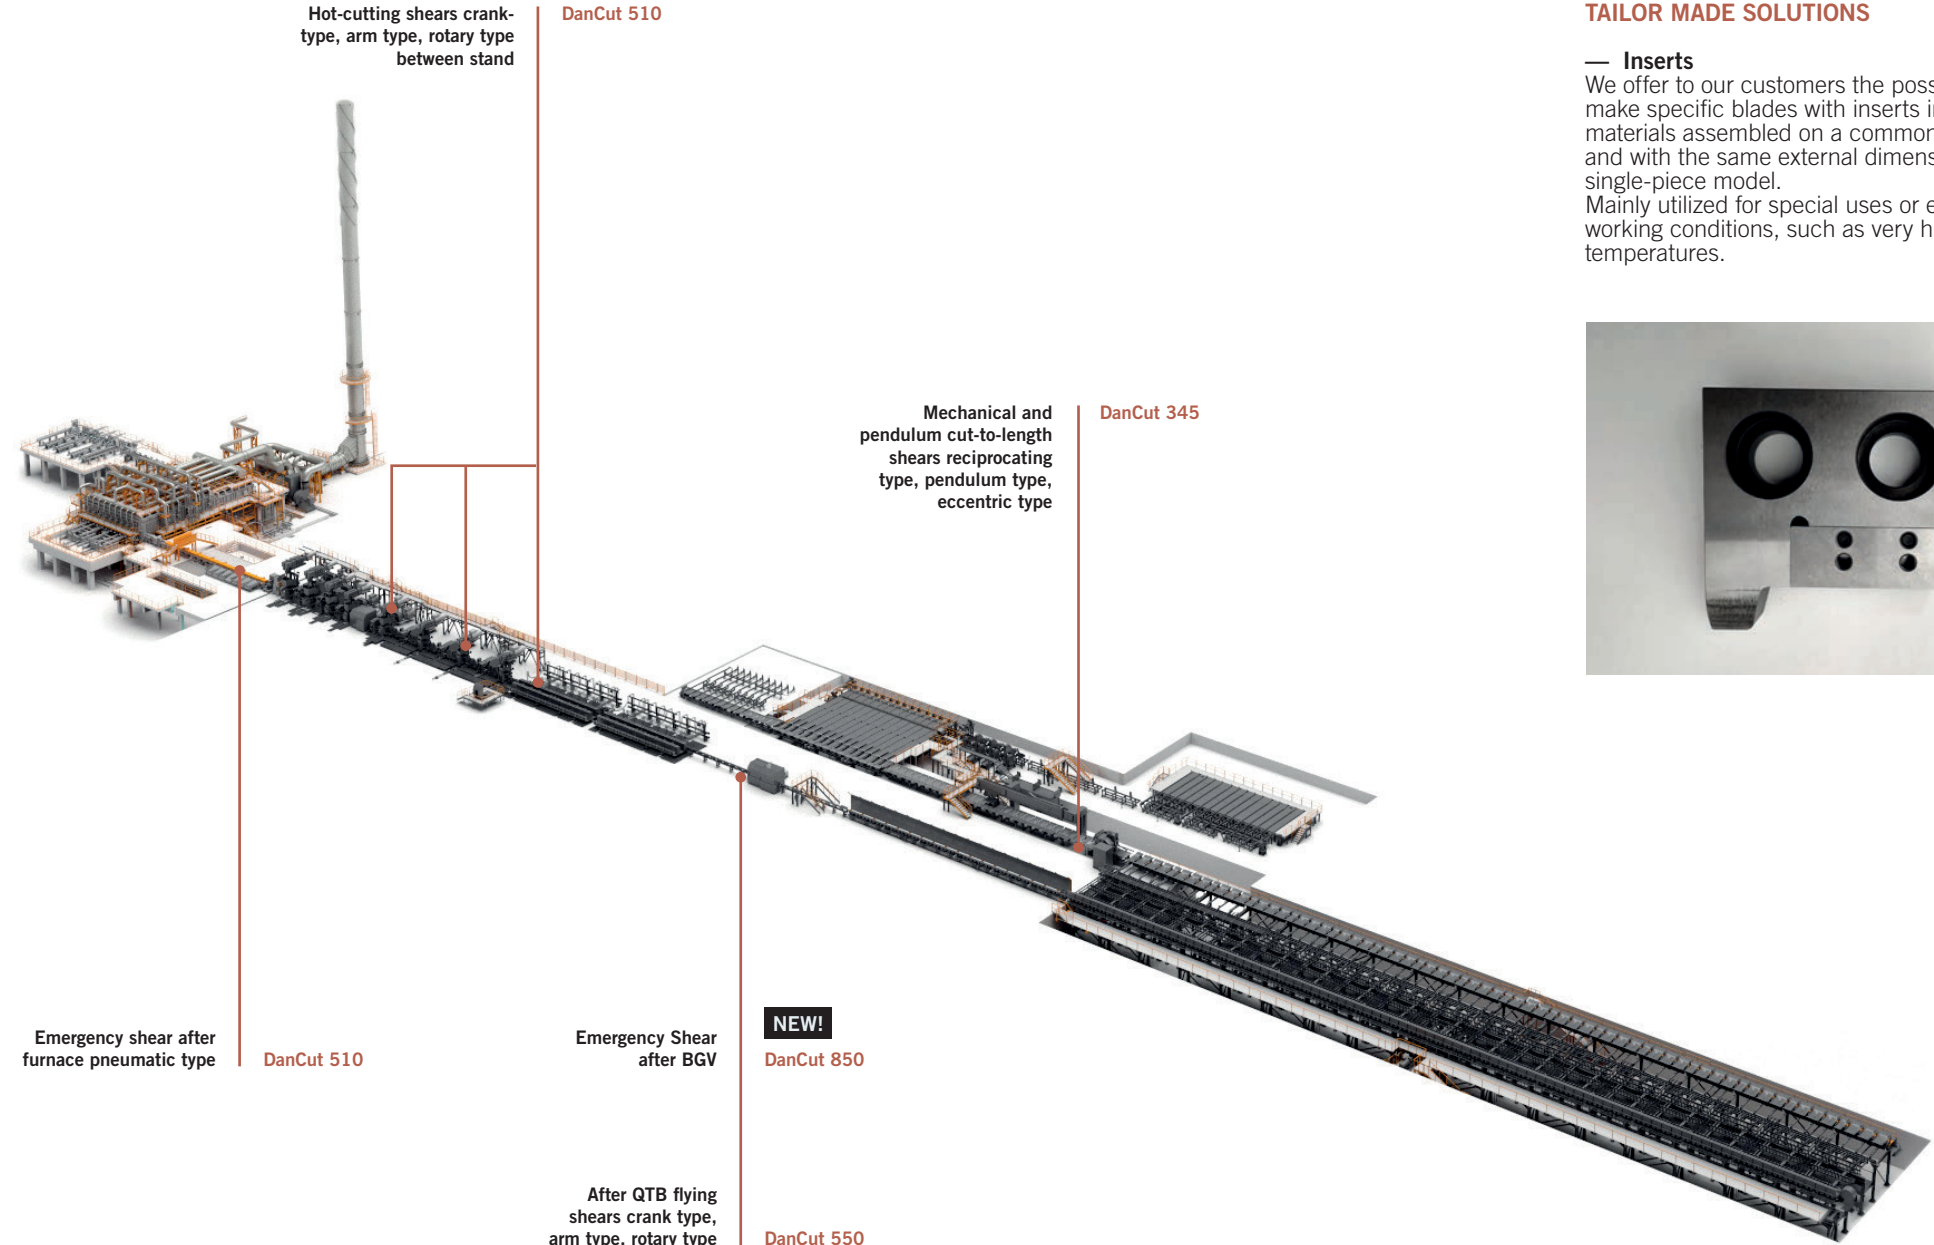 Hot-cutting shears crank-
type, arm type, rotary type
between stand
DanCut 510
TAILOR MADE SOLUTIONS
— Inserts
We offer to our customers the
make specific blades with inserts
materials assembled on a common
and with the same external
single-piece model.
Mainly utilized for special uses or
working conditions, such as very
temperatures.
Mechanical and
pendulum cut-to-length
shears reciprocating
type, pendulum type,
eccentric type
DanCut 345
Emergency shear after
furnace pneumatic type
DanCut 510
Emergency Shear
after BGV
NEW!
DanCut 850
After QTB flying
shears crank type,
arm type, rotary type
DanCut 550